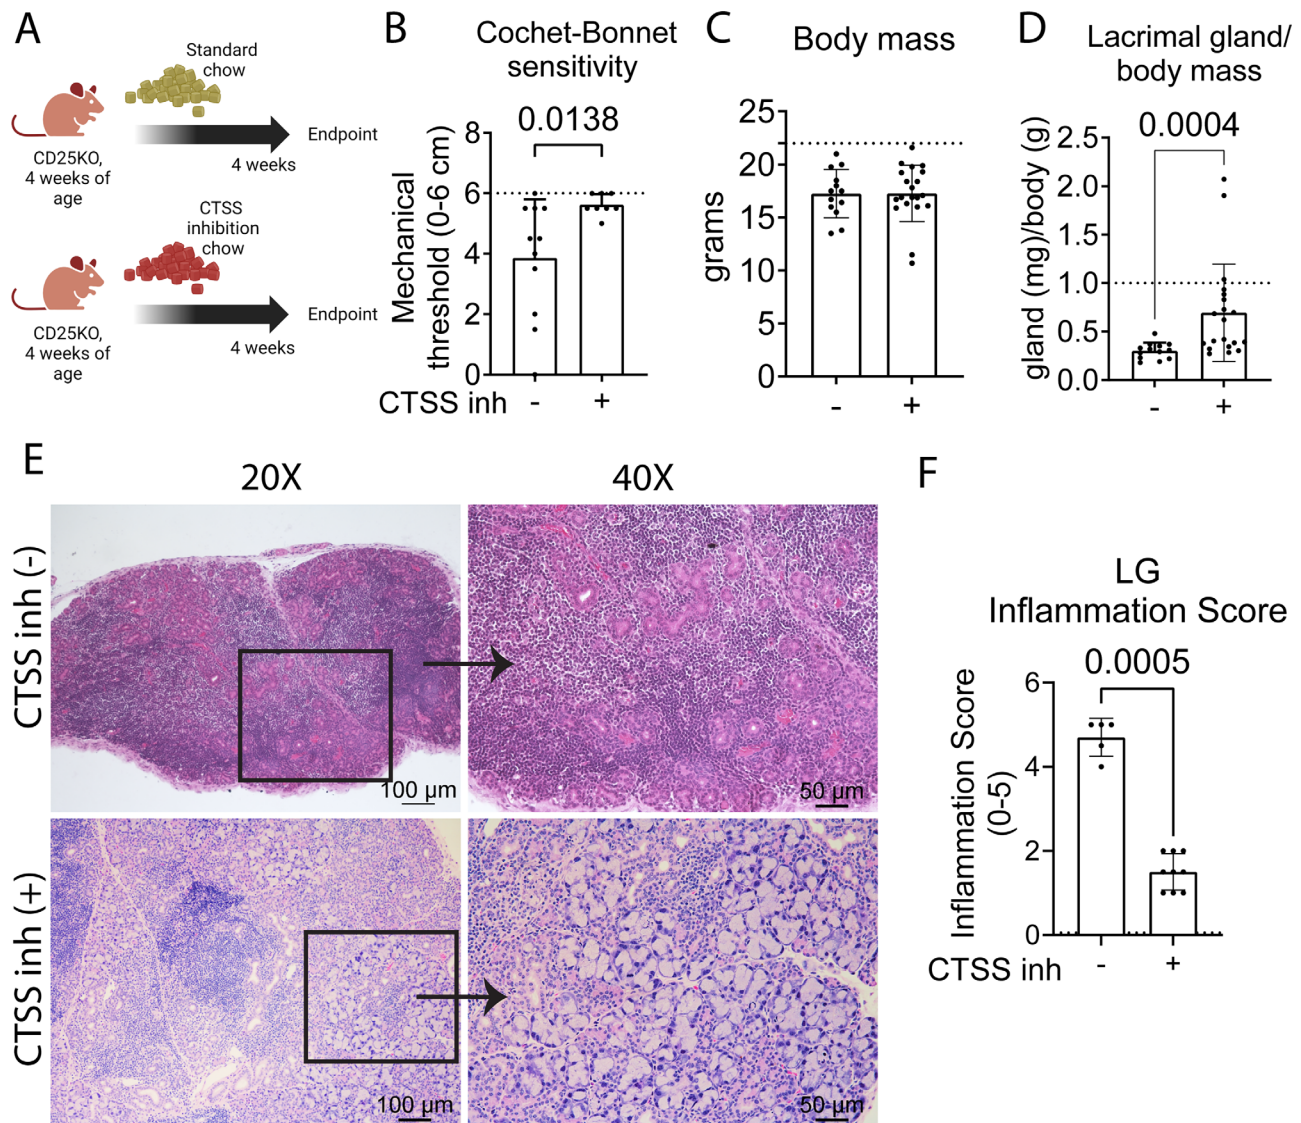 A
Standard
chow
CD25KO,
4 weeks of
age
4 weeks
Endpoint
CTSS
inhibition
chow
CD25KO,
4 weeks of
age
4 weeks
Endpoint
B
Cochet-Bonnet
sensitivity
0.0138
Mechanical
threshold (0-6 cm)
8
6
4
2
0
CTSS inh - +
C
Body mass
grams
25
20
15
10
5
0
- +
D
Lacrimal gland/
body mass
0.0004
gland (mg)/body (g)
2.5
2.0
1.5
1.0
0.5
0.0
- +
E
20X
40X
CTSS inh (-)
100 µm
50 µm
CTSS inh (+)
100 µm
50 µm
F
LG
Inflammation Score
0.0005
Inflammation Score
(0-5)
6
4
2
0
CTSS inh - +